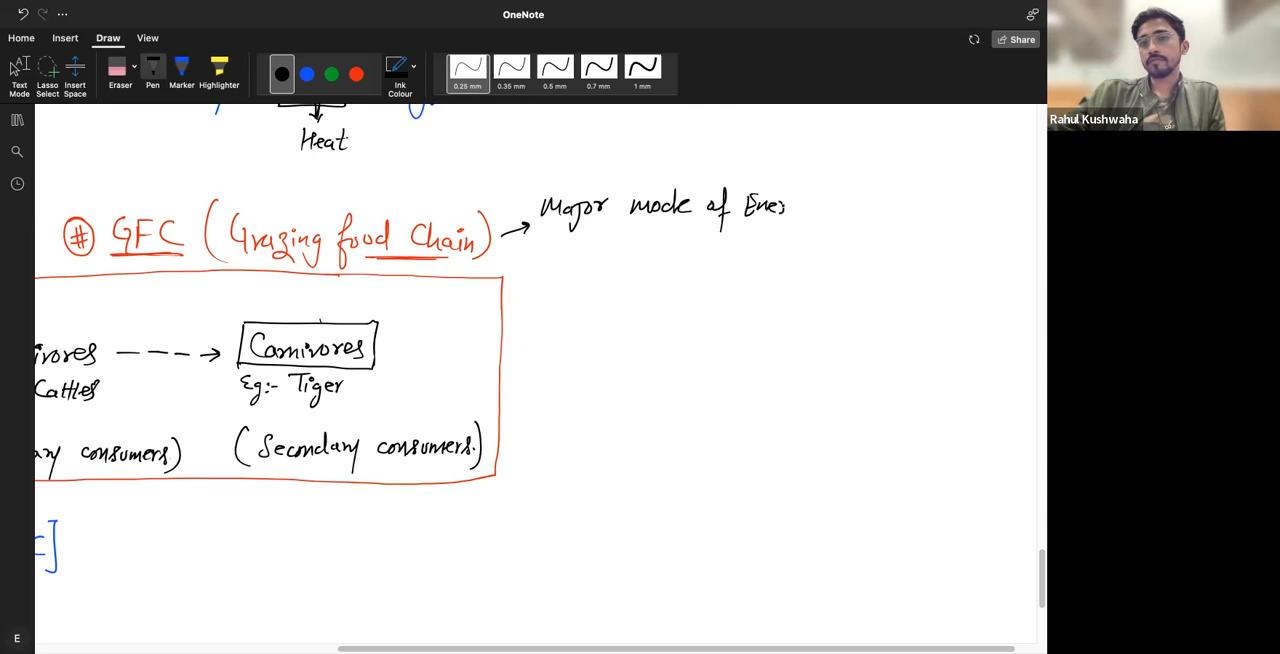 OneNote
Home Insert Draw View
Share
Text Mode
Lasso Select
Insert Space
Eraser
Pen
Marker
Highlighter
Ink Colour
0.25 mm 0.35 mm 0.5 mm 0.7 mm 1 mm
Rahul Kushwaha
Heat
Major mode of Ener
# GFC (Grazing food Chain) →
ivores ----→ Carnivores
Cattles Eg:- Tiger
ary consumers) (Secondary consumers.)
]
E